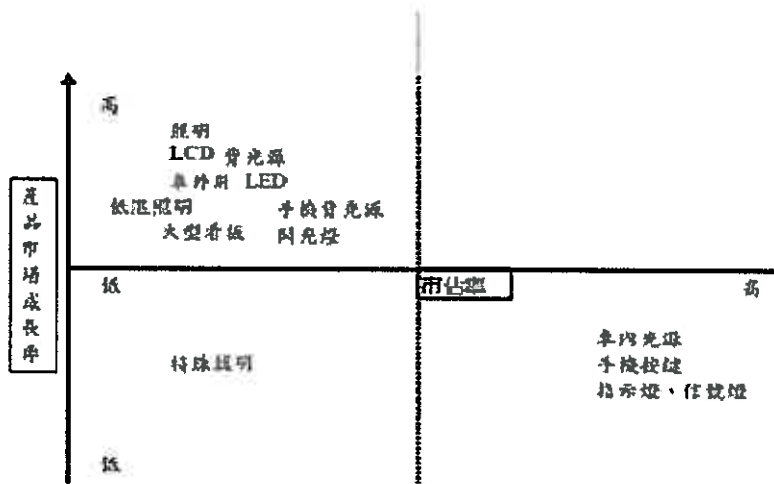 高
照明
LCD 背光源
車外用 LED
低溫照明 手機背光源
大型看板 閃光燈
產品市場成長率
低 市佔率 高
車內光源
特殊照明 手機按鍵
指示燈、信號燈
低